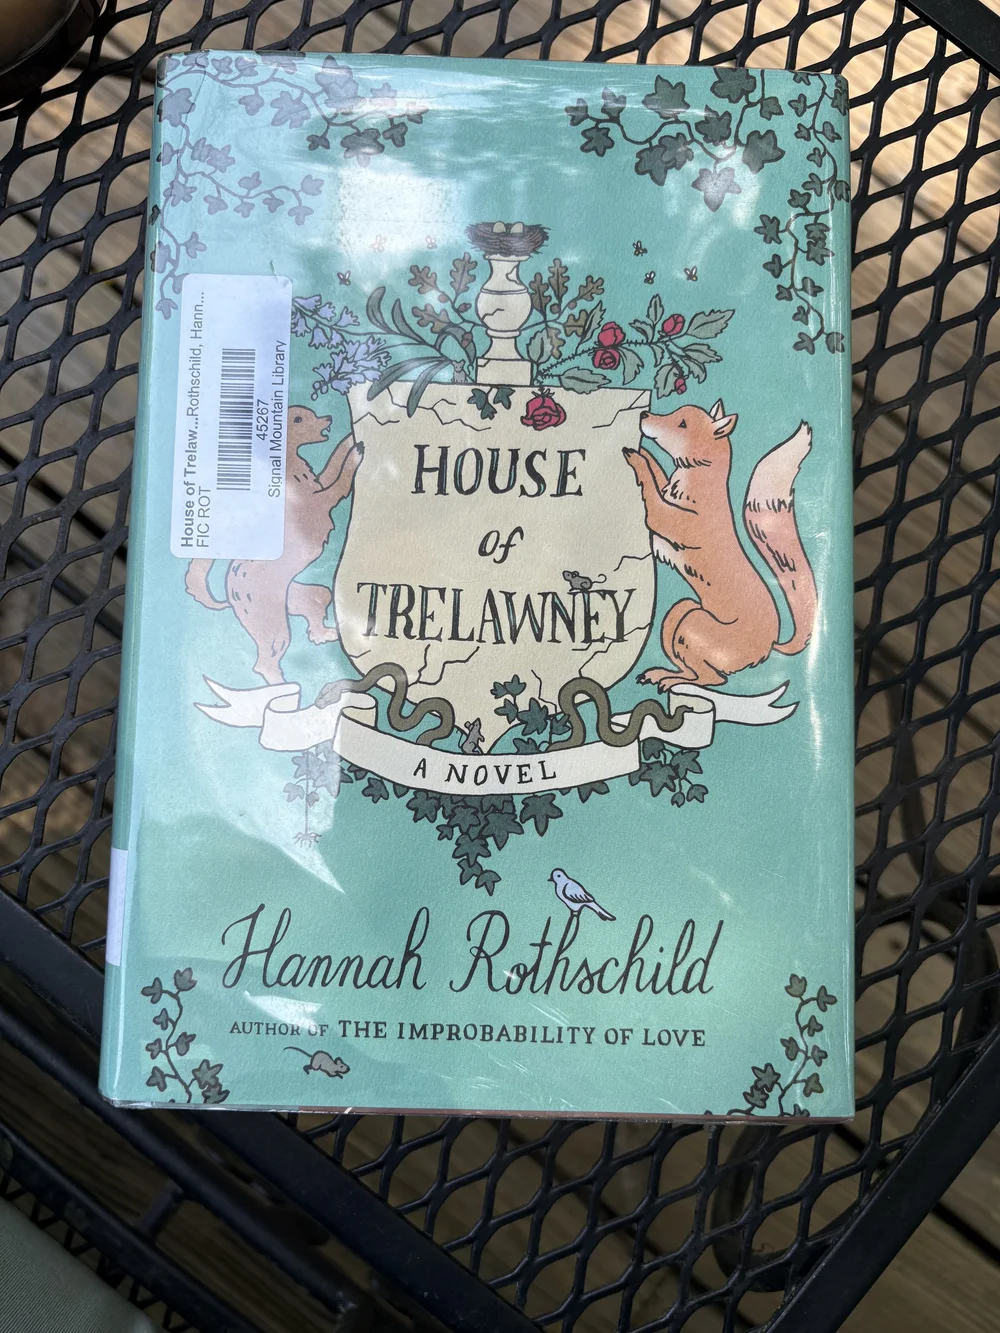 HOUSE
of
TRELAWNEY
A NOVEL
Hannah Rothschild
AUTHOR OF THE IMPROBABILITY OF LOVE
House of Trelaw...Rothschild, Hann...
FIC ROT
45267
Signal Mountain Library